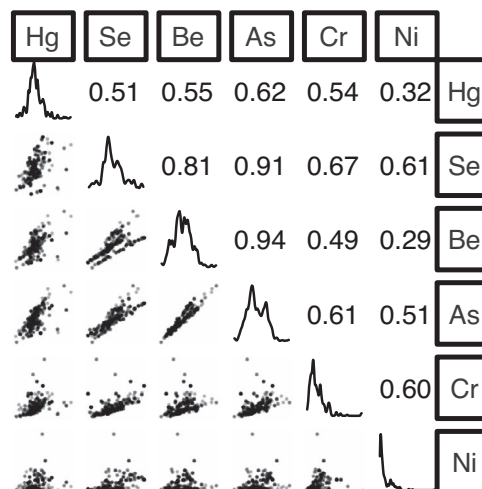 Hg Se Be As Cr Ni
0.51 0.55 0.62 0.54 0.32 Hg
0.81 0.91 0.67 0.61 Se
0.94 0.49 0.29 Be
0.61 0.51 As
0.60 Cr
Ni